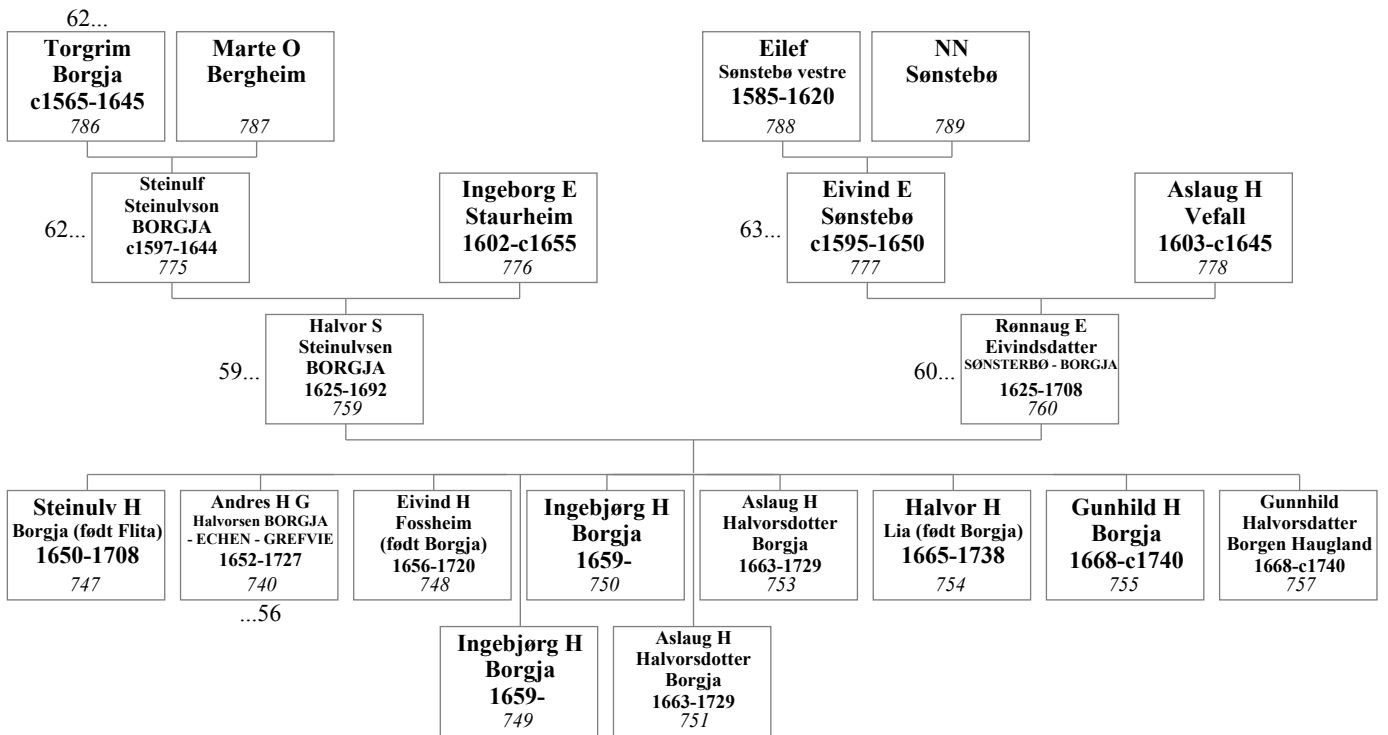 62...
Torgrim
Borgja
c1565-1645
786
Marte O
Bergheim
787
Eilef
Sønstebø vestre
1585-1620
788
NN
Sønstebø
789
62...
Steinulf
Steinulvson
BORGJA
c1597-1644
775
Ingeborg E
Staurheim
1602-c1655
776
63...
Eivind E
Sønstebø
c1595-1650
777
Aslaug H
Vefall
1603-c1645
778
59...
Halvor S
Steinulvsen
BORGJA
1625-1692
759
60...
Rønnaug E
Eivindsdatter
SØNSTERBØ - BORGJA
1625-1708
760
Steinulv H
Borgja (født Flita)
1650-1708
747
Andres H G
Halvorsen BORGJA
- ECHEN - GREFVIE
1652-1727
740
...56
Eivind H
Fossheim
(født Borgja)
1656-1720
748
Ingebjørg H
Borgja
1659-
750
Aslaug H
Halvorsdotter
Borgja
1663-1729
753
Halvor H
Lia (født Borgja)
1665-1738
754
Gunhild H
Borgja
1668-c1740
755
Gunnhild
Halvorsdatter
Borgen Haugland
1668-c1740
757
Ingebjørg H
Borgja
1659-
749
Aslaug H
Halvorsdotter
Borgja
1663-1729
751